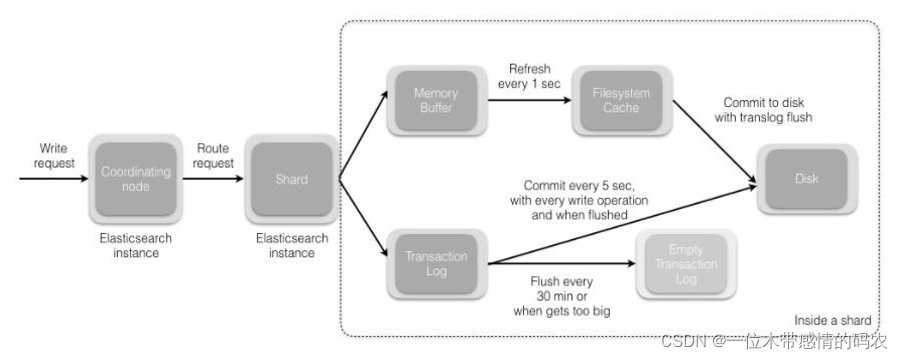 Write
request
Coordinating
node
Elasticsearch
instance
Route
request
Shard
Elasticsearch
instance
Memory
Buffer
Refresh
every 1 sec
Filesystem
Cache
Commit to disk
with translog flush
Disk
Commit every 5 sec,
with every write operation
and when flushed
Transaction
Log
Flush every
30 min or
when gets too big
Empty
Transaction
Log
Inside a shard
CSDN @一位木带感情的码农